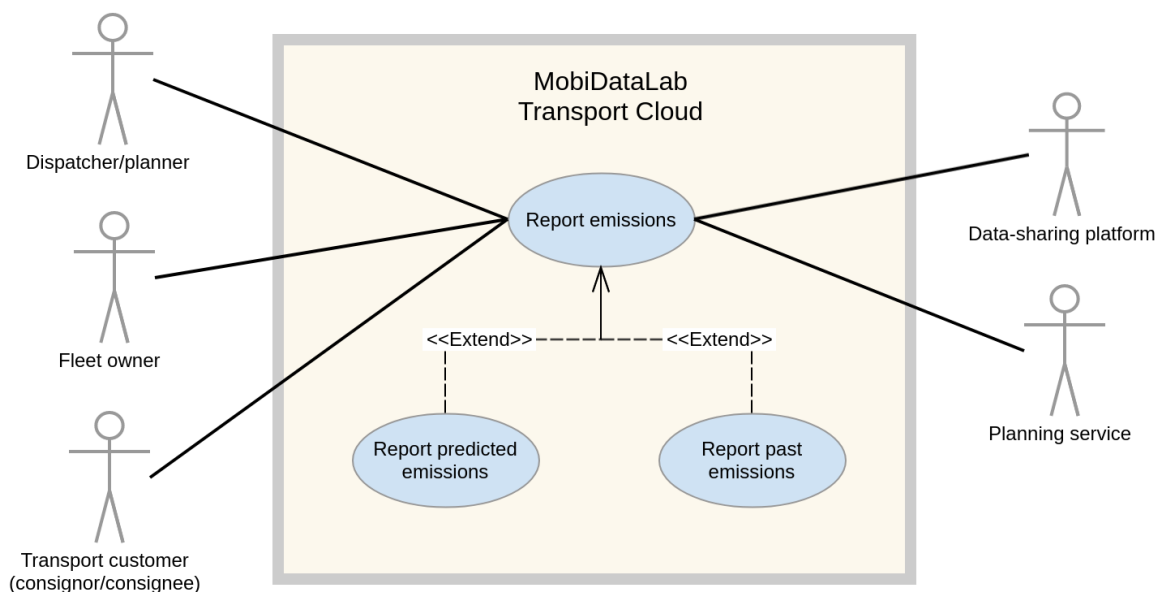 MobiDataLab
Transport Cloud
Dispatcher/planner
Fleet owner
Transport customer
(consignor/consignee)
Report emissions
<<Extend>>
<<Extend>>
Report predicted
emissions
Report past
emissions
Data-sharing platform
Planning service